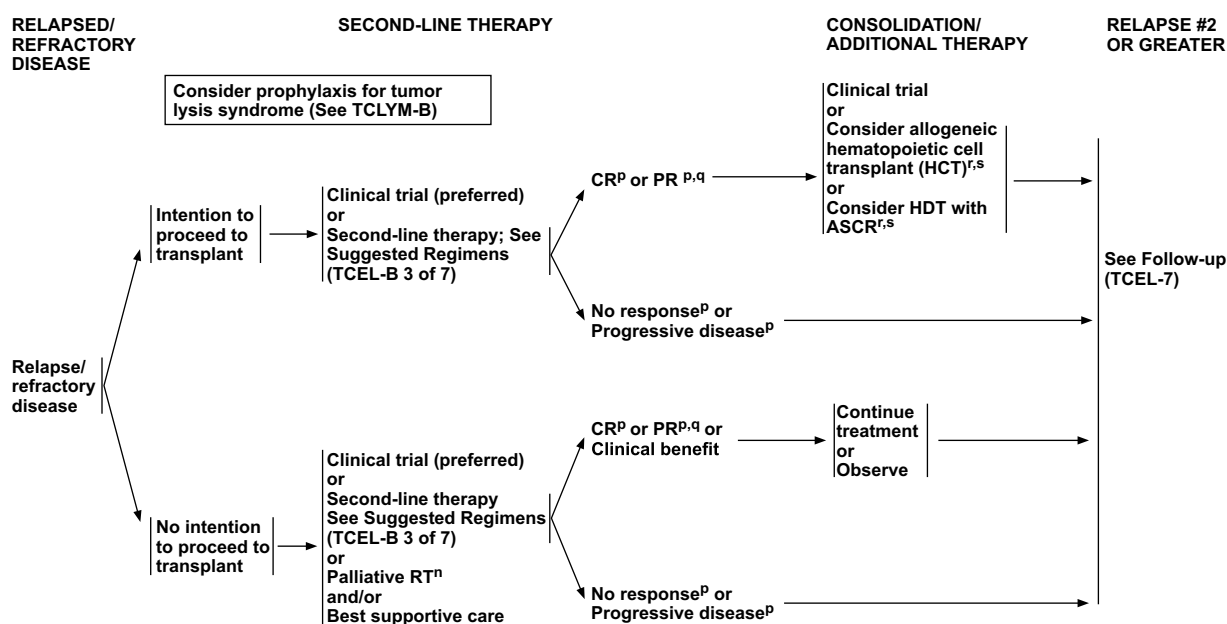 RELAPSED/
REFRACTORY
DISEASE
SECOND-LINE THERAPY
CONSOLIDATION/
ADDITIONAL THERAPY
RELAPSE #2
OR GREATER
Consider prophylaxis for tumor
lysis syndrome (See TCLYM-B)
Relapse/
refractory
disease
Intention to
proceed to
transplant
Clinical trial (preferred)
or
Second-line therapy; See
Suggested Regimens
(TCEL-B 3 of 7)
CRp or PR p,q
Clinical trial
or
Consider allogeneic
hematopoietic cell
transplant (HCT)r,s
or
Consider HDT with
ASCRr,s
No response p or
Progressive disease p
See Follow-up
(TCEL-7)
No intention
to proceed to
transplant
Clinical trial (preferred)
or
Second-line therapy
See Suggested Regimens
(TCEL-B 3 of 7)
or
Palliative RTn
and/or
Best supportive care
CRp or PRp,q or
Clinical benefit
Continue
treatment
or
Observe
No response p or
Progressive disease p